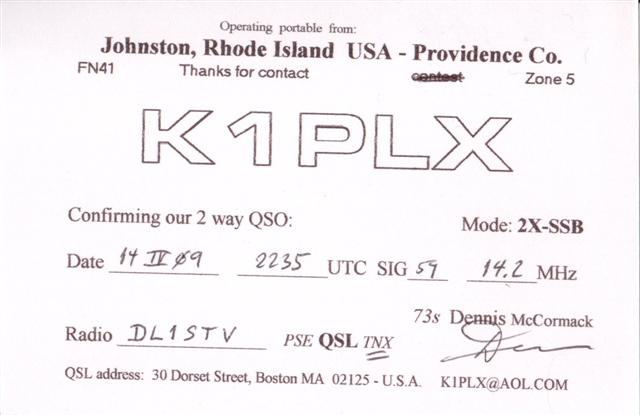 Operating portable from:
Johnston, Rhode Island USA - Providence Co.
FN41 Thanks for contact contest Zone 5
K1PLX
Confirming our 2 way QSO:
Mode: 2X-SSB
Date 14 IV 09 2235 UTC SIG 59 14.2 MHz
73s Dennis McCormack
Radio DL1STV PSE QSL TNX
QSL address: 30 Dorset Street, Boston MA 02125 - U.S.A. K1PLX@AOL.COM